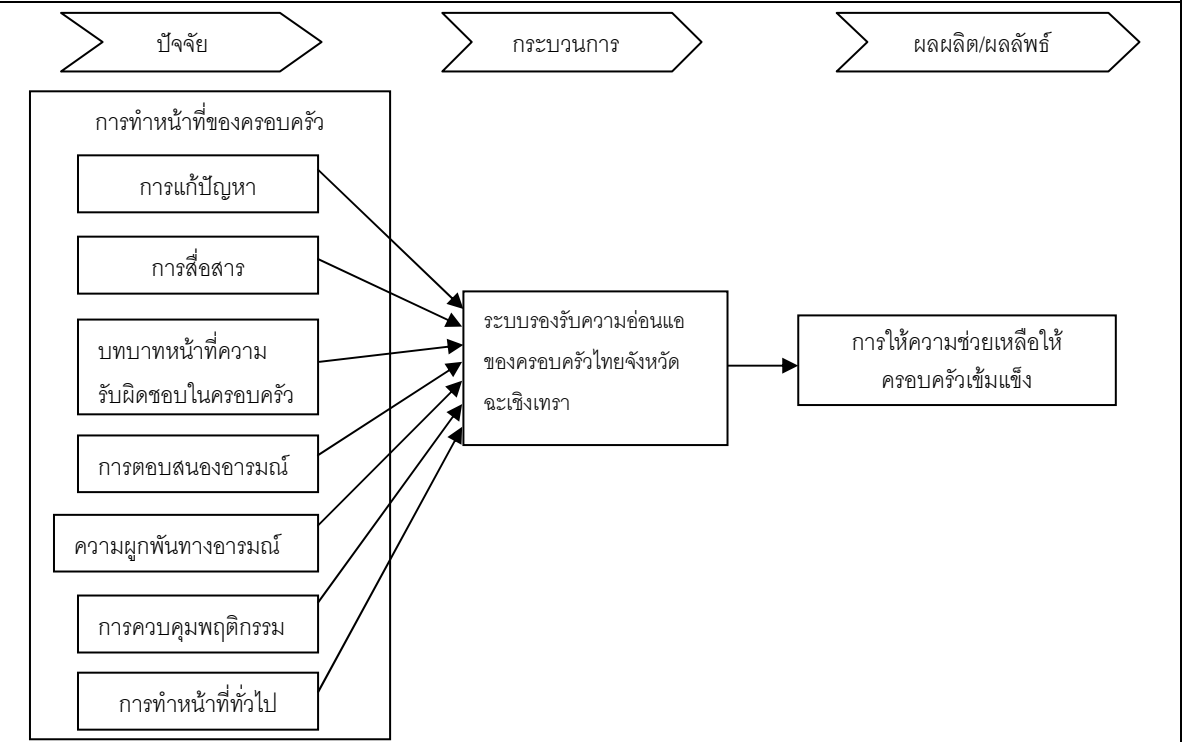 ปัจจัย
กระบวนการ
ผลผลิต/ผลลัพธ์
การทำหน้าที่ของครอบครัว
การแก้ปัญหา
การสื่อสาร
บทบาทหน้าที่ความ
รับผิดชอบในครอบครัว
การตอบสนองอารมณ์
ความผูกพันทางอารมณ์
การควบคุมพฤติกรรม
การทำหน้าที่ทั่วไป
ระบบรองรับความอ่อนแอ
ของครอบครัวไทยจังหวัด
ฉะเชิงเทรา
การให้ความช่วยเหลือให้
ครอบครัวเข้มแข็ง